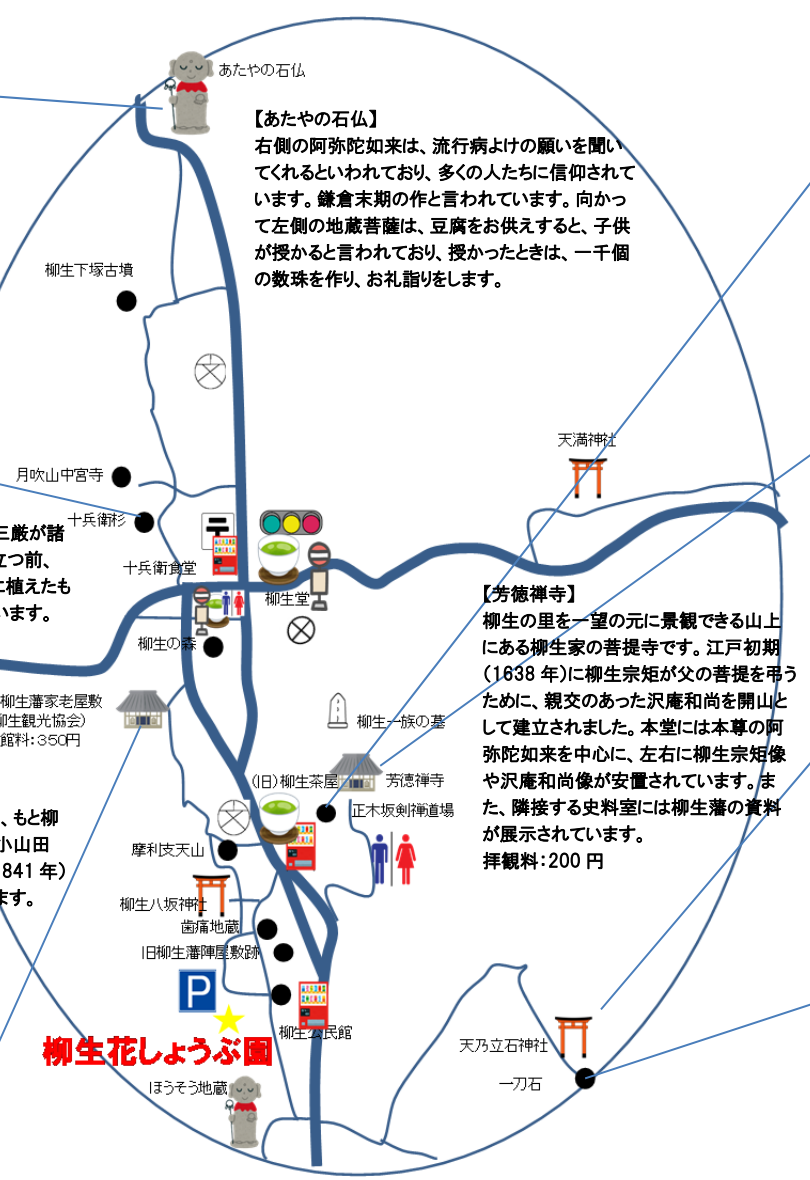 あたやの石仏
【あたやの石仏】
右側の阿弥陀如来は、流行病よけの願いを聞い
てくれるといわれており、多くの人たちに信仰されて
います。鎌倉末期の作と言われています。向かっ
て左側の地蔵菩薩は、豆腐をお供えすると、子供
が授かると言われており、授かったときは、一千個
の数珠を作り、お礼詣りをします。
柳生下塚古墳
天満神社
月吹山中宮寺
十兵衛杉
三厳が諸
立つ前、
に植えたも
います。
十兵衛食堂
柳生堂
柳生の森
【芳徳禅寺】
柳生の里を一望の元に景観できる山上
にある柳生家の菩提寺です。江戸初期
（1638 年）に柳生宗矩が父の菩提を弔う
ために、親交のあった沢庵和尚を開山と
して建立されました。本堂には本尊の阿
弥陀如来を中心に、左右に柳生宗矩像
や沢庵和尚像が安置されています。ま
た、隣接する史料室には柳生藩の資料
が展示されています。
拝観料：200 円
柳生藩家老屋敷
柳生観光協会）
館料：350円
柳生一族の墓
（旧）柳生茶屋
芳徳禅寺
正木坂剣禅道場
、もと柳
小山田
841 年）
ます。
摩利支天山
柳生八坂神社
歯痛地蔵
旧柳生藩陣屋敷跡
P
柳生公民館
柳生花しょうぶ園
ほうそう地蔵
天乃立石神社
一刀石